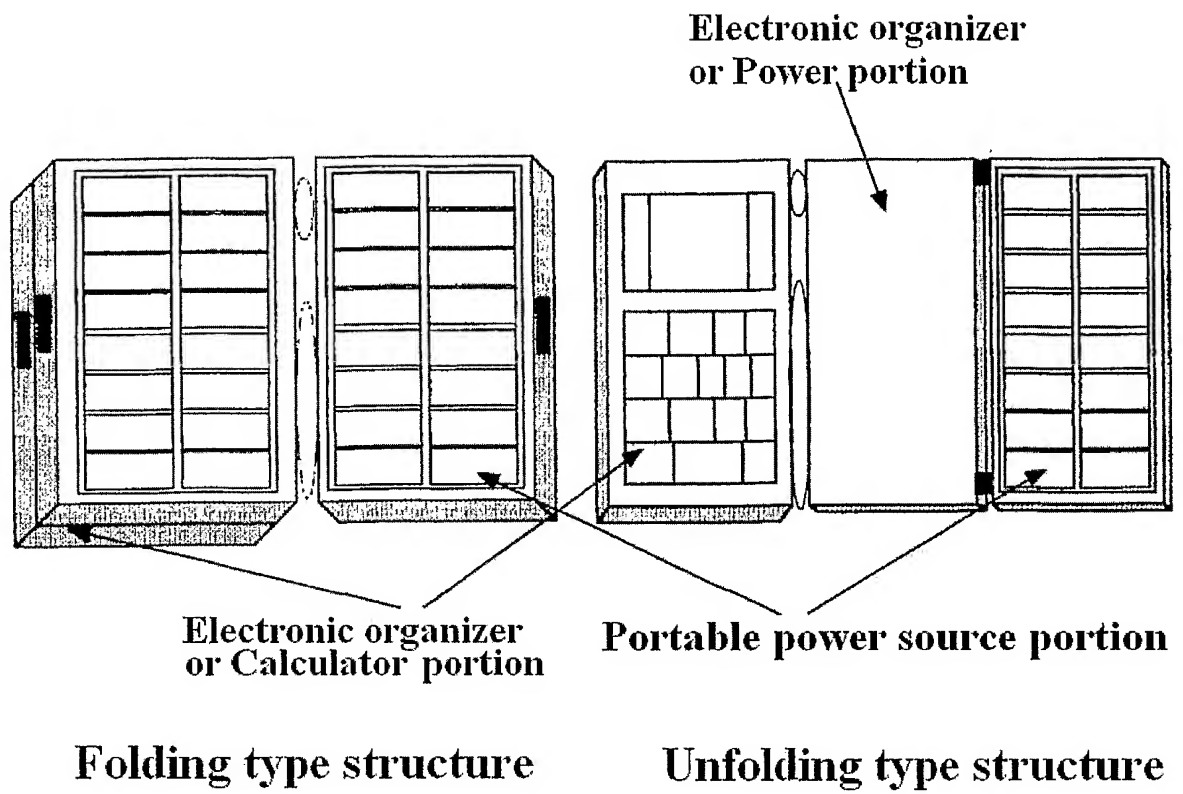 Electronic organizer
or Power portion
Electronic organizer
or Calculator portion
Portable power source portion
Folding type structure
Unfolding type structure